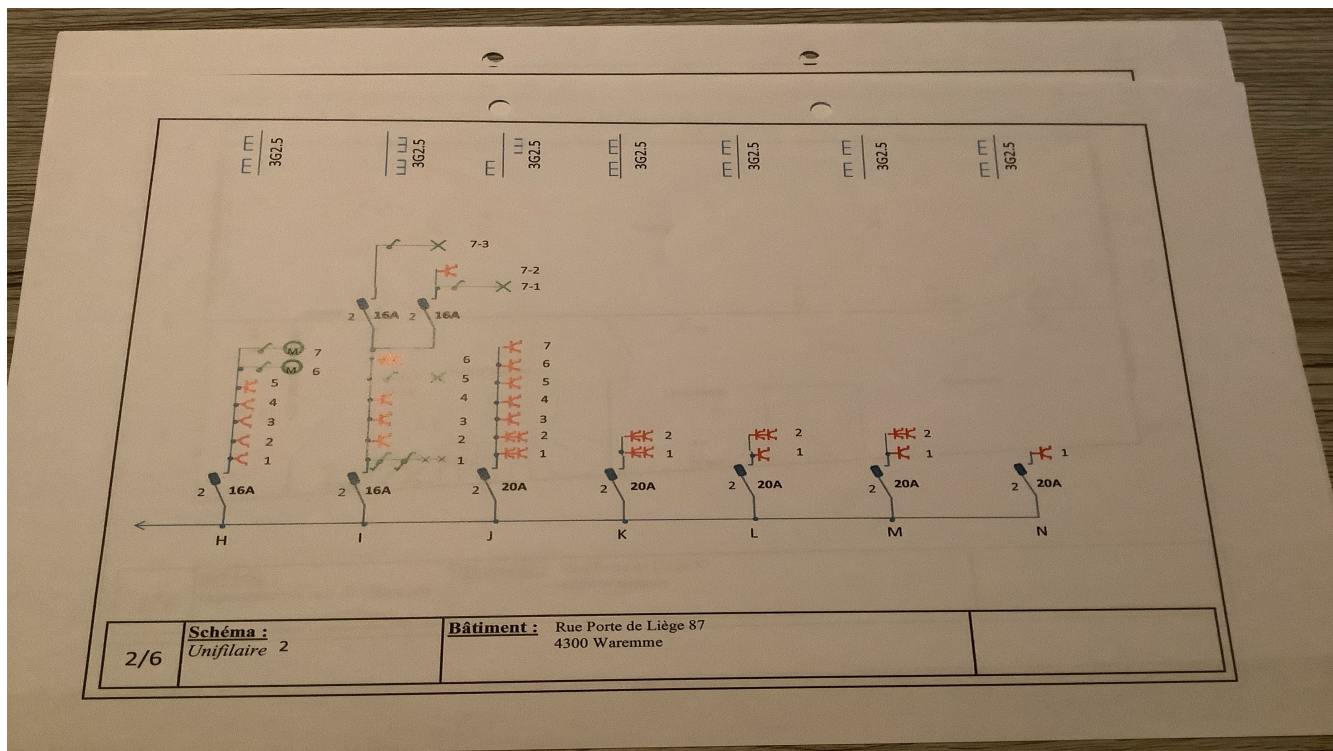 3G2.5 3G2.5 3G2.5 3G2.5 3G2.5 3G2.5 3G2.5
7-3
7-2
7-1
2 16A 2 16A
M 7
M 6
5
4
3
2
1
6
5
4
3
2
1
7
6
5
4
3
2
1
2
1
2
1
2
1
1
2 16A 2 16A 2 20A 2 20A 2 20A 2 20A 2 20A
H I J K L M N
2/6
Schéma :
Unifilaire 2
Bâtiment : Rue Porte de Liège 87
4300 Waremme